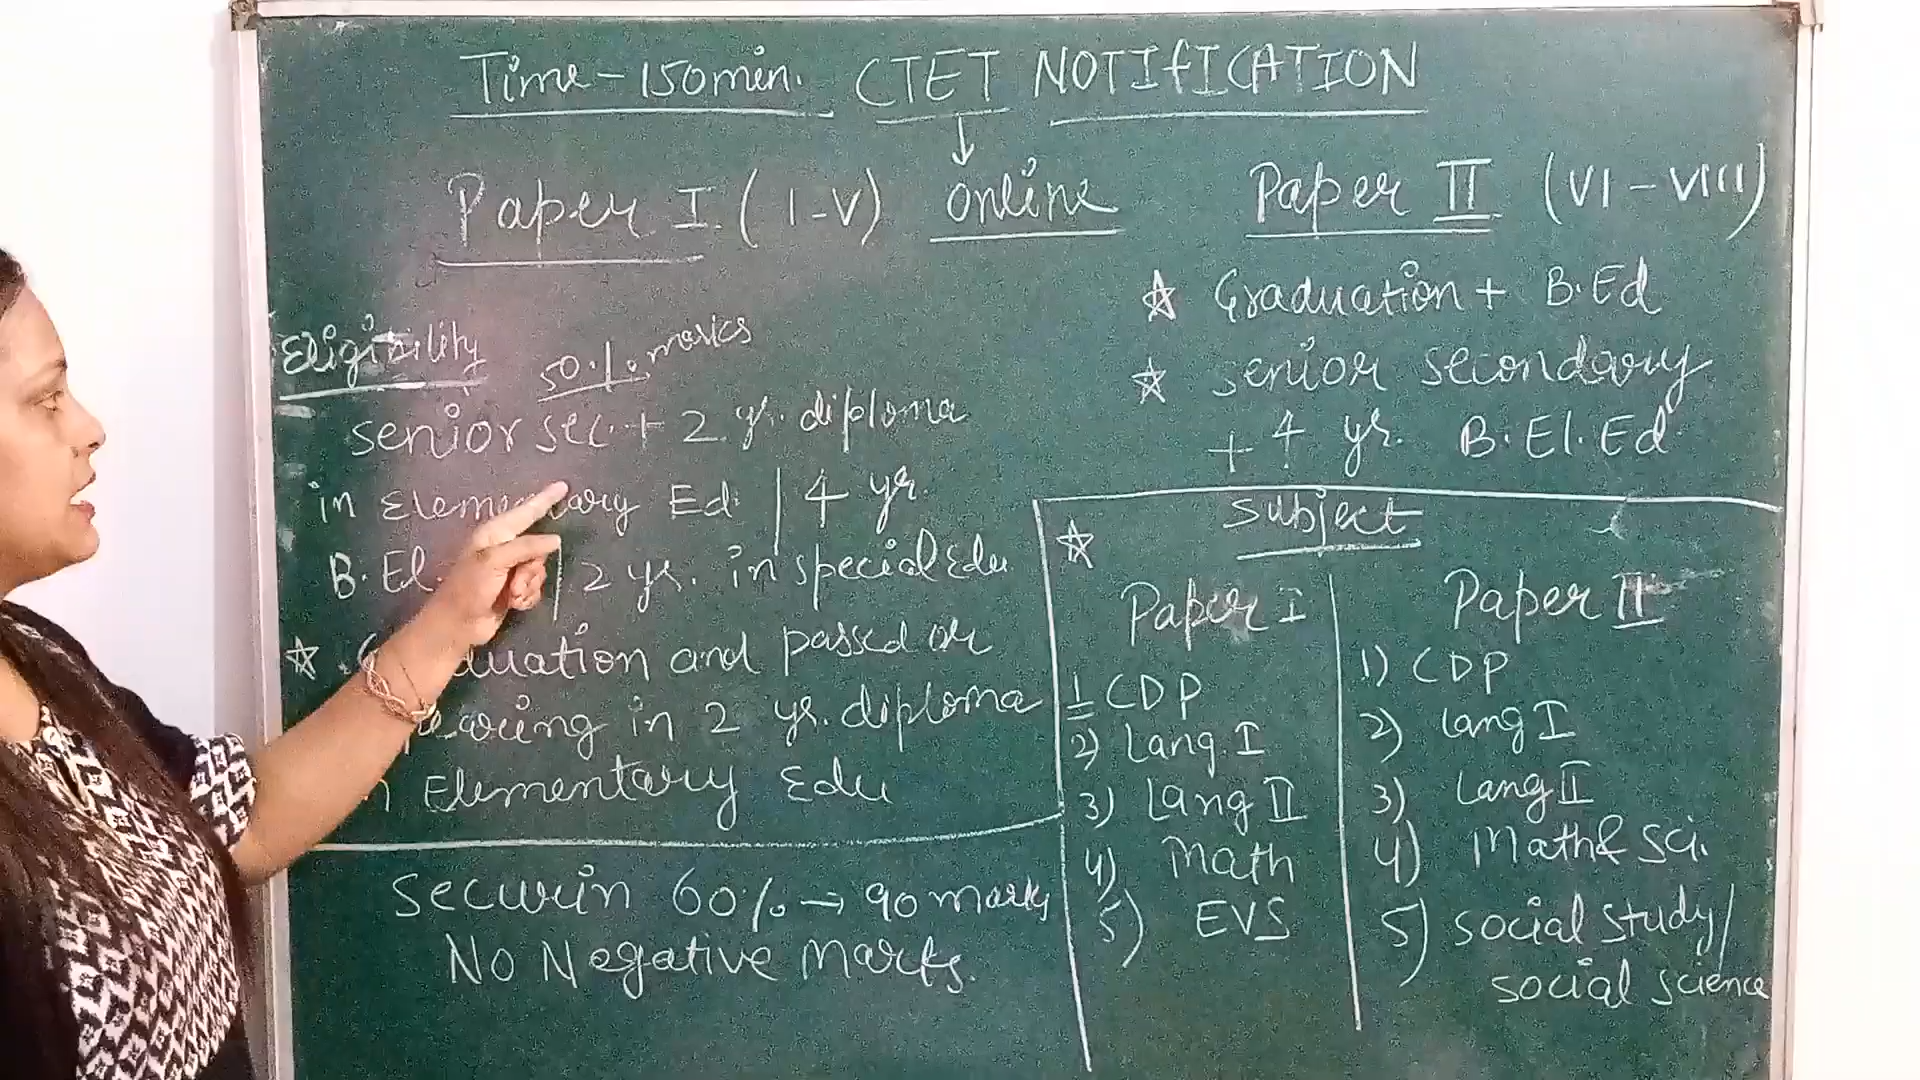 Time - 150 min. CTET NOTIfICATION
↓
online
Paper I (I-V)
Eligibility
50% marks
senior sec. + 2 yr. diploma
in Elementary Ed. | 4 yr.
B.El. | 2 yr. in special Edu
☆ duation and passed or
in 2 yr. diploma
Elementary Edu
Securin 60% → 90 marks
No Negative Marks.
Paper II (VI - VIII)
☆ Graduation + B.Ed
☆ senior secondary
+ 4 yr. B.El.Ed
☆ Subject
Paper I
1 CDP
2) Lang. I
3) Lang II
4) Math
5) EVS
Paper II
1) CDP
2) Lang I
3) Lang II
4) Math & Sci.
5) social study/
social science